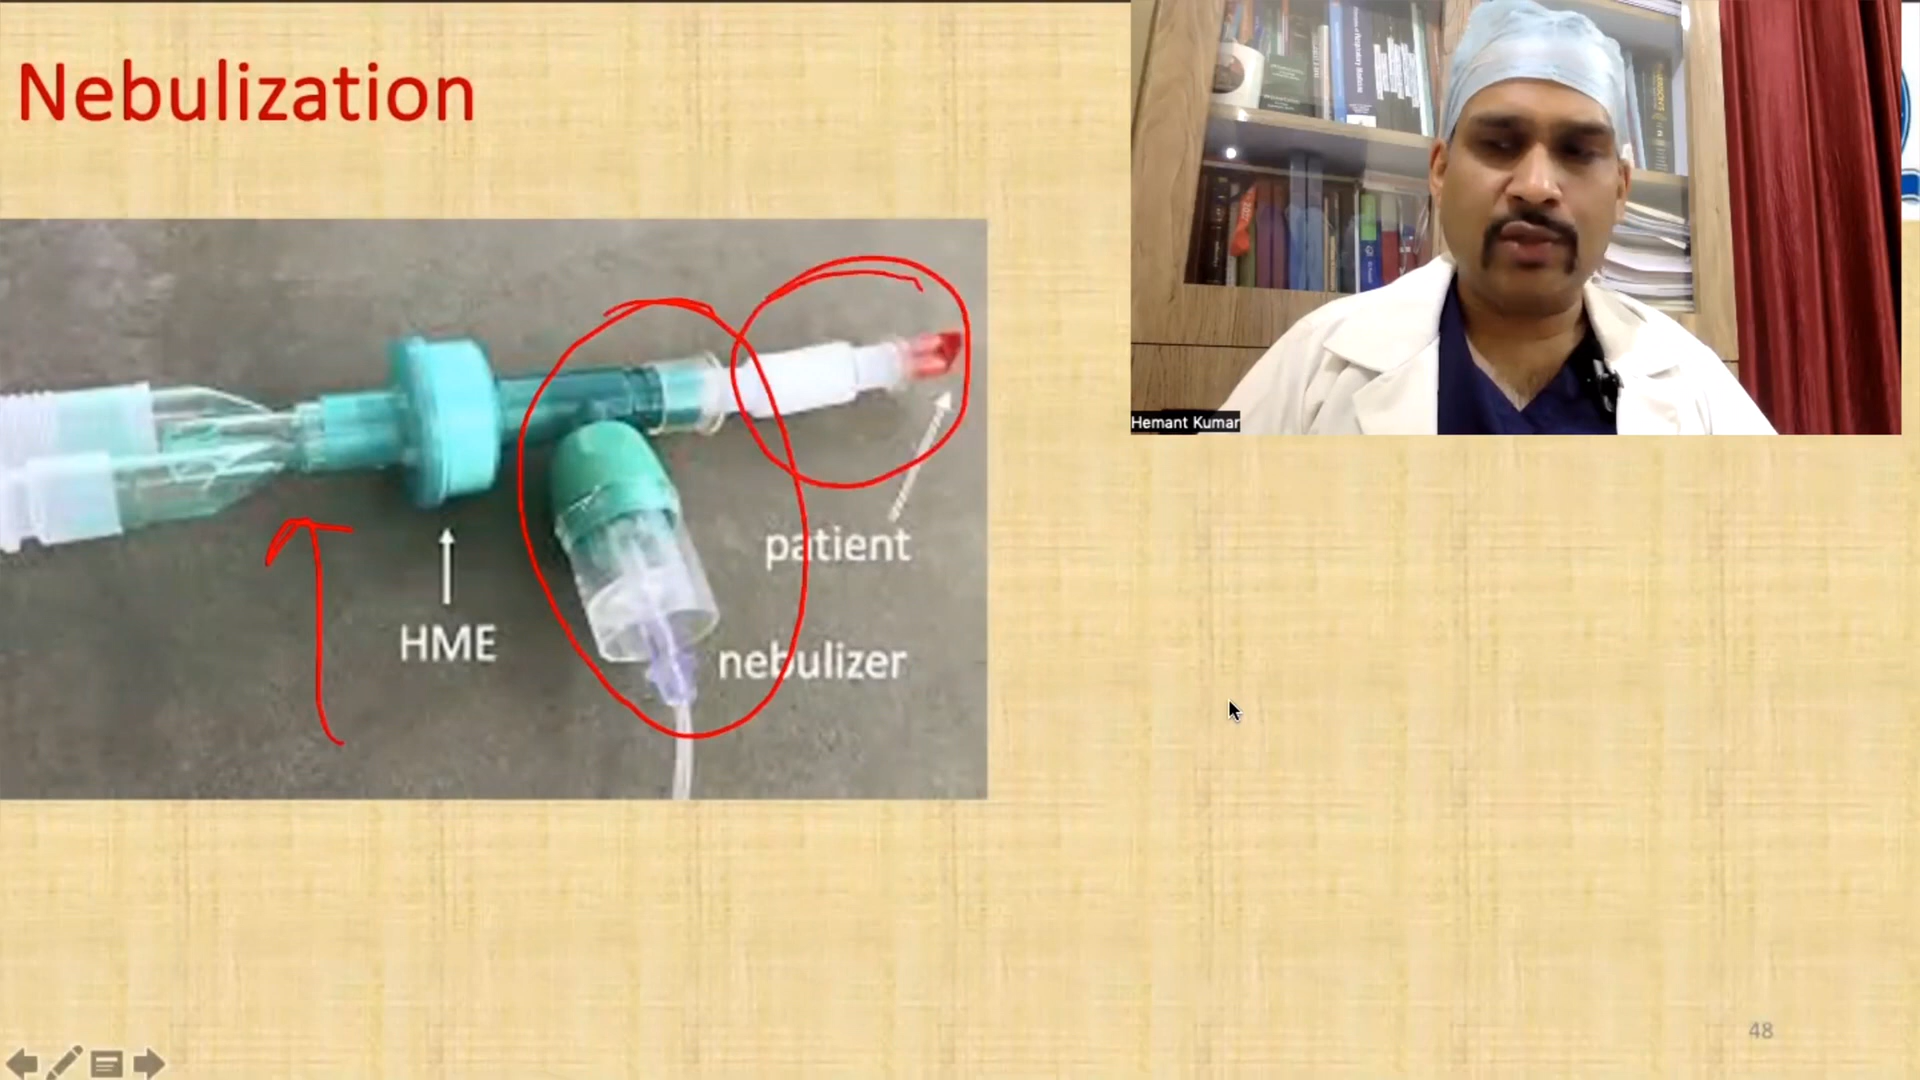 Nebulization
Hemant Kumar
patient
HME
nebulizer
48